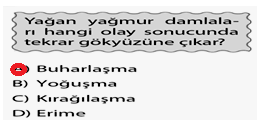 Yağan yağmur damlala-
rı hangi olay sonucunda
tekrar gökyüzüne çıkar?
A) Buharlaşma
B) Yoğuşma
C) Kırağılaşma
D) Erime